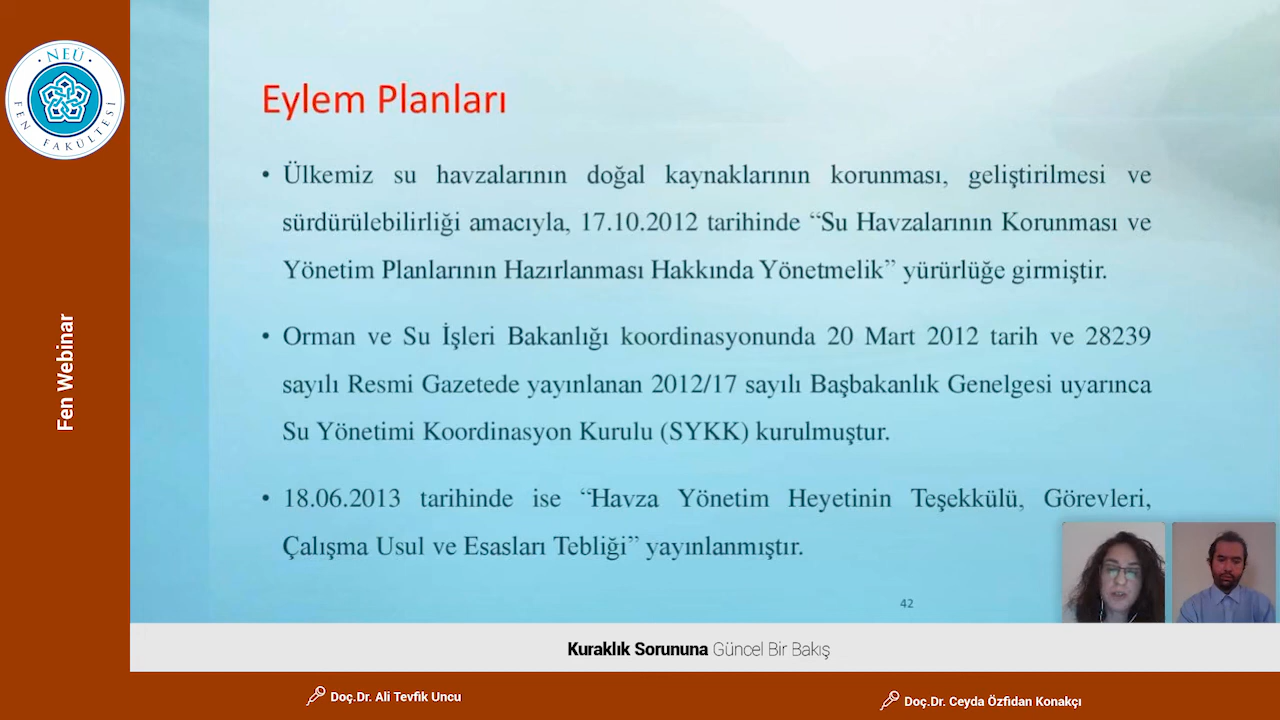 NEÜ
FEN FAKÜLTESİ
Fen Webinar
Eylem Planları
• Ülkemiz su havzalarının doğal kaynaklarının korunması, geliştirilmesi ve
sürdürülebilirliği amacıyla, 17.10.2012 tarihinde “Su Havzalarının Korunması ve
Yönetim Planlarının Hazırlanması Hakkında Yönetmelik” yürürlüğe girmiştir.
• Orman ve Su İşleri Bakanlığı koordinasyonunda 20 Mart 2012 tarih ve 28239
sayılı Resmi Gazetede yayınlanan 2012/17 sayılı Başbakanlık Genelgesi uyarınca
Su Yönetimi Koordinasyon Kurulu (SYKK) kurulmuştur.
• 18.06.2013 tarihinde ise “Havza Yönetim Heyetinin Teşekkülü, Görevleri,
Çalışma Usul ve Esasları Tebliği” yayınlanmıştır.
42
Kuraklık Sorununa Güncel Bir Bakış
Doç.Dr. Ali Tevfik Uncu
Doç.Dr. Ceyda Özfidan Konakçı